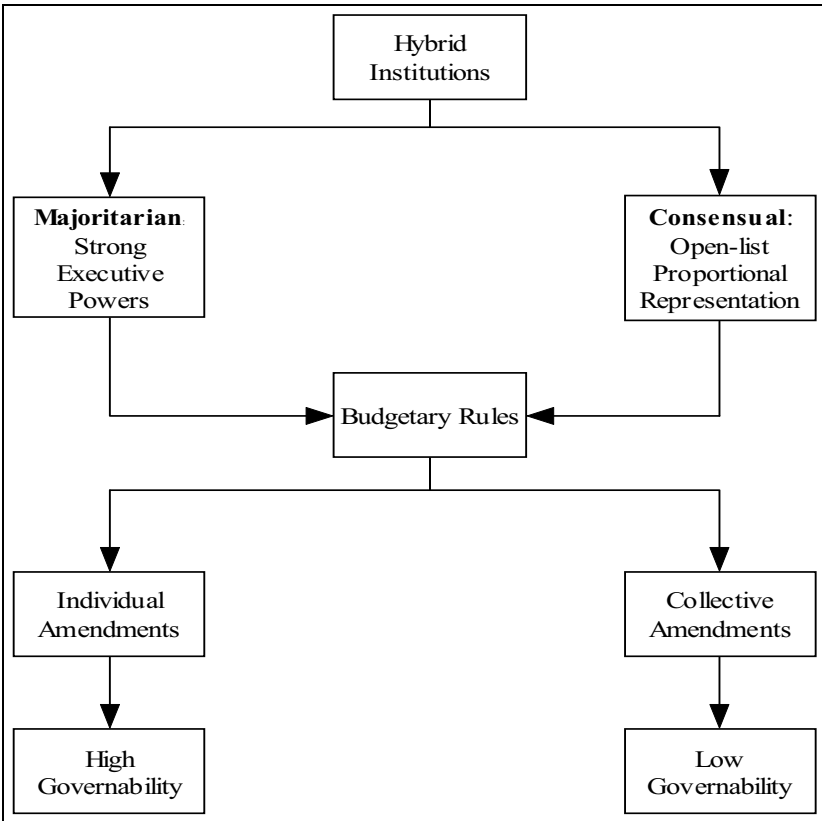 Hybrid
Institutions
Majoritarian:
Strong
Executive
Powers
Consensual:
Open-list
Proportional
Representation
Budgetary Rules
Individual
Amendments
Collective
Amendments
High
Governability
Low
Governability